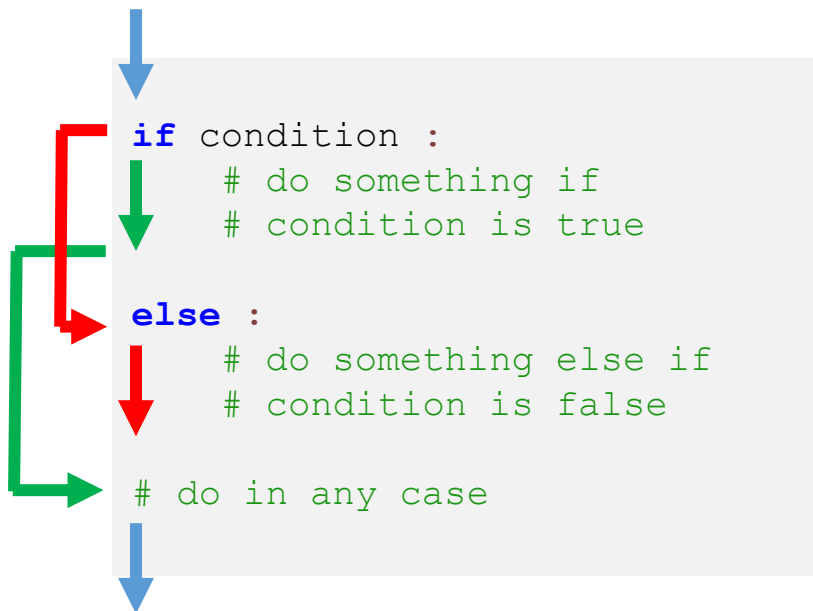 if condition :
# do something if
# condition is true
else :
# do something else if
# condition is false
# do in any case